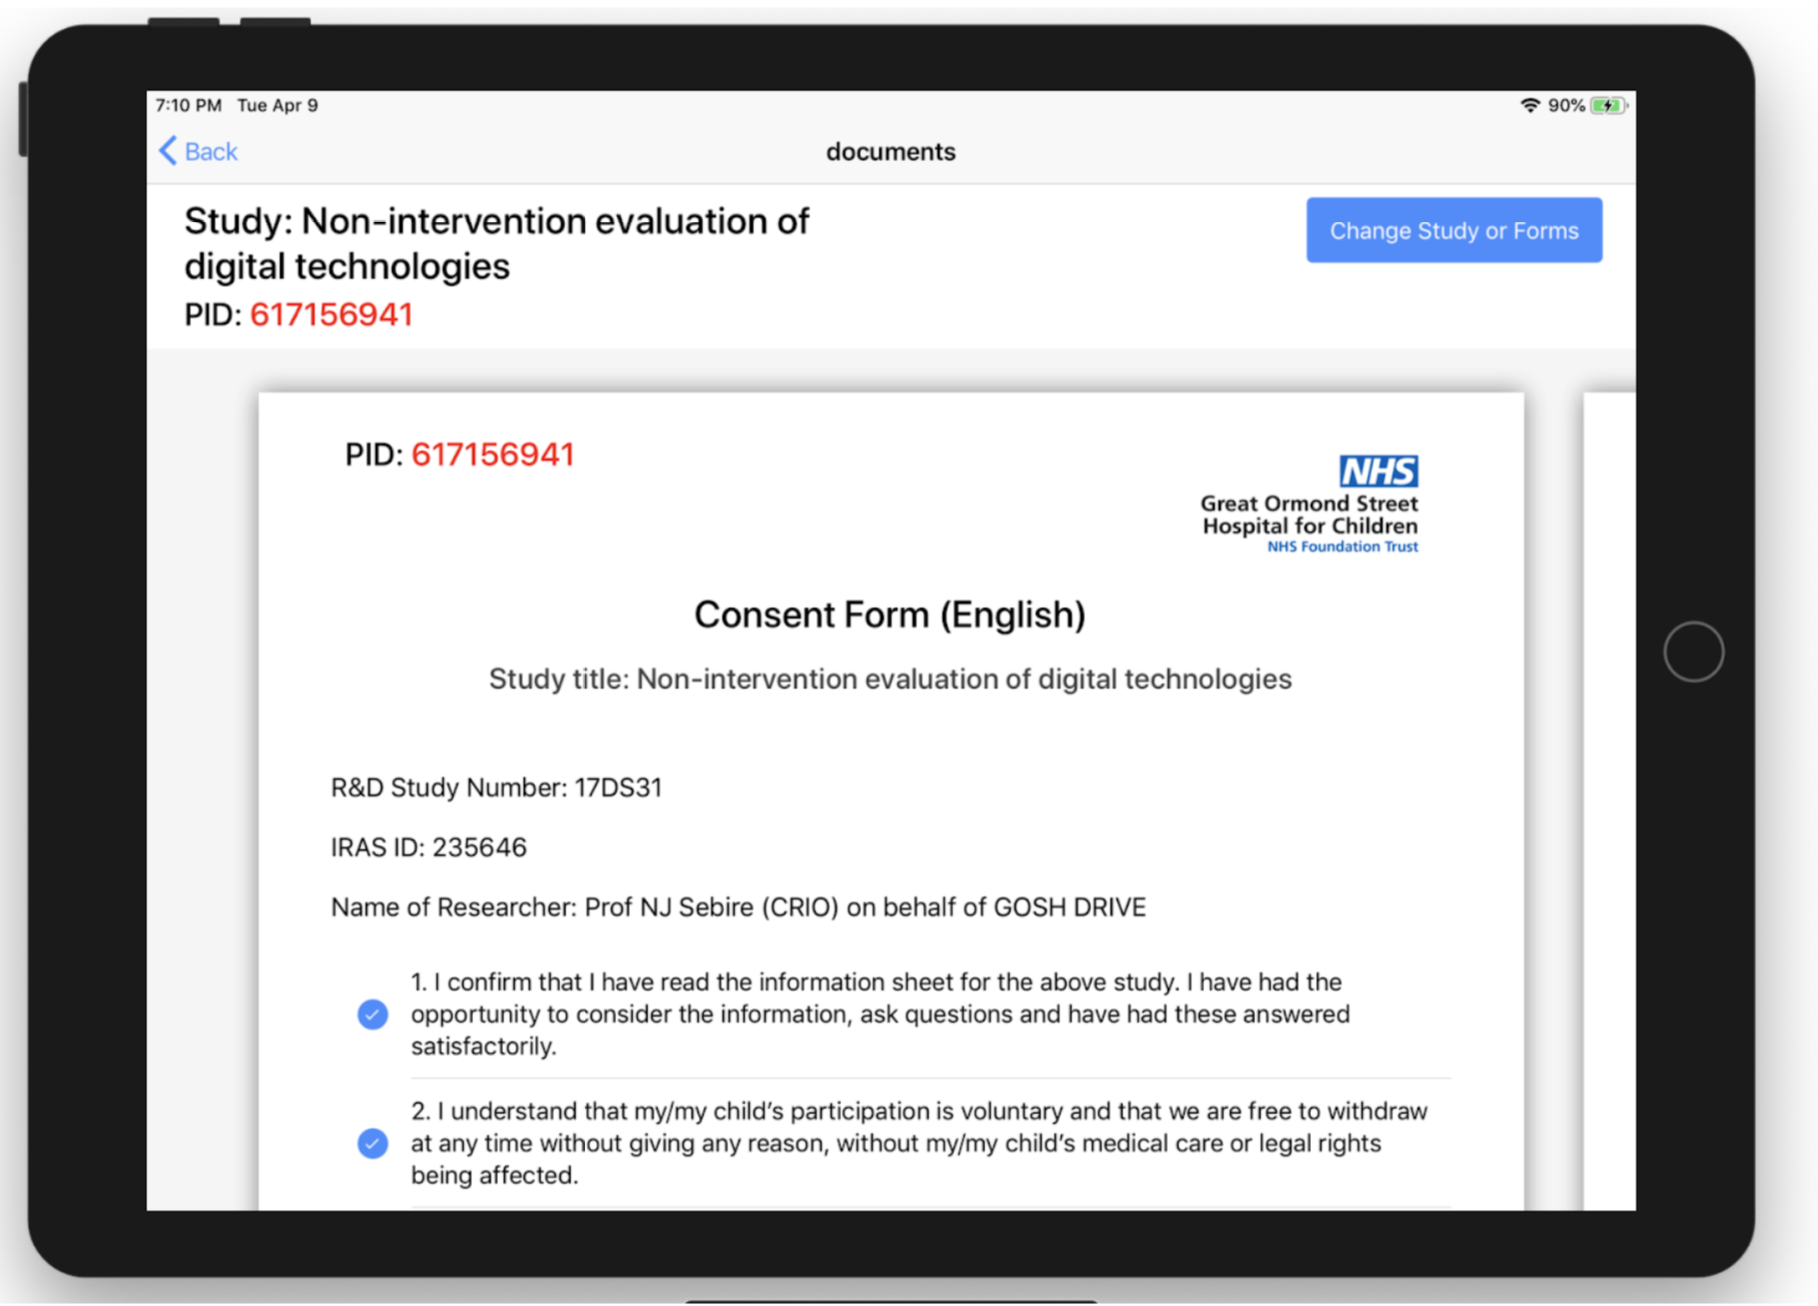 7:10 PM Tue Apr 9
90%
Back
documents
Study: Non-intervention evaluation of
digital technologies
PID: 617156941
Change Study or Forms
PID: 617156941
NHS
Great Ormond Street
Hospital for Children
NHS Foundation Trust
Consent Form (English)
Study title: Non-intervention evaluation of digital technologies
R&D Study Number: 17DS31
IRAS ID: 235646
Name of Researcher: Prof NJ Sebire (CRIO) on behalf of GOSH DRIVE
1. I confirm that I have read the information sheet for the above study. I have had the
opportunity to consider the information, ask questions and have had these answered
satisfactorily.
2. I understand that my/my child's participation is voluntary and that we are free to withdraw
at any time without giving any reason, without my/my child's medical care or legal rights
being affected.